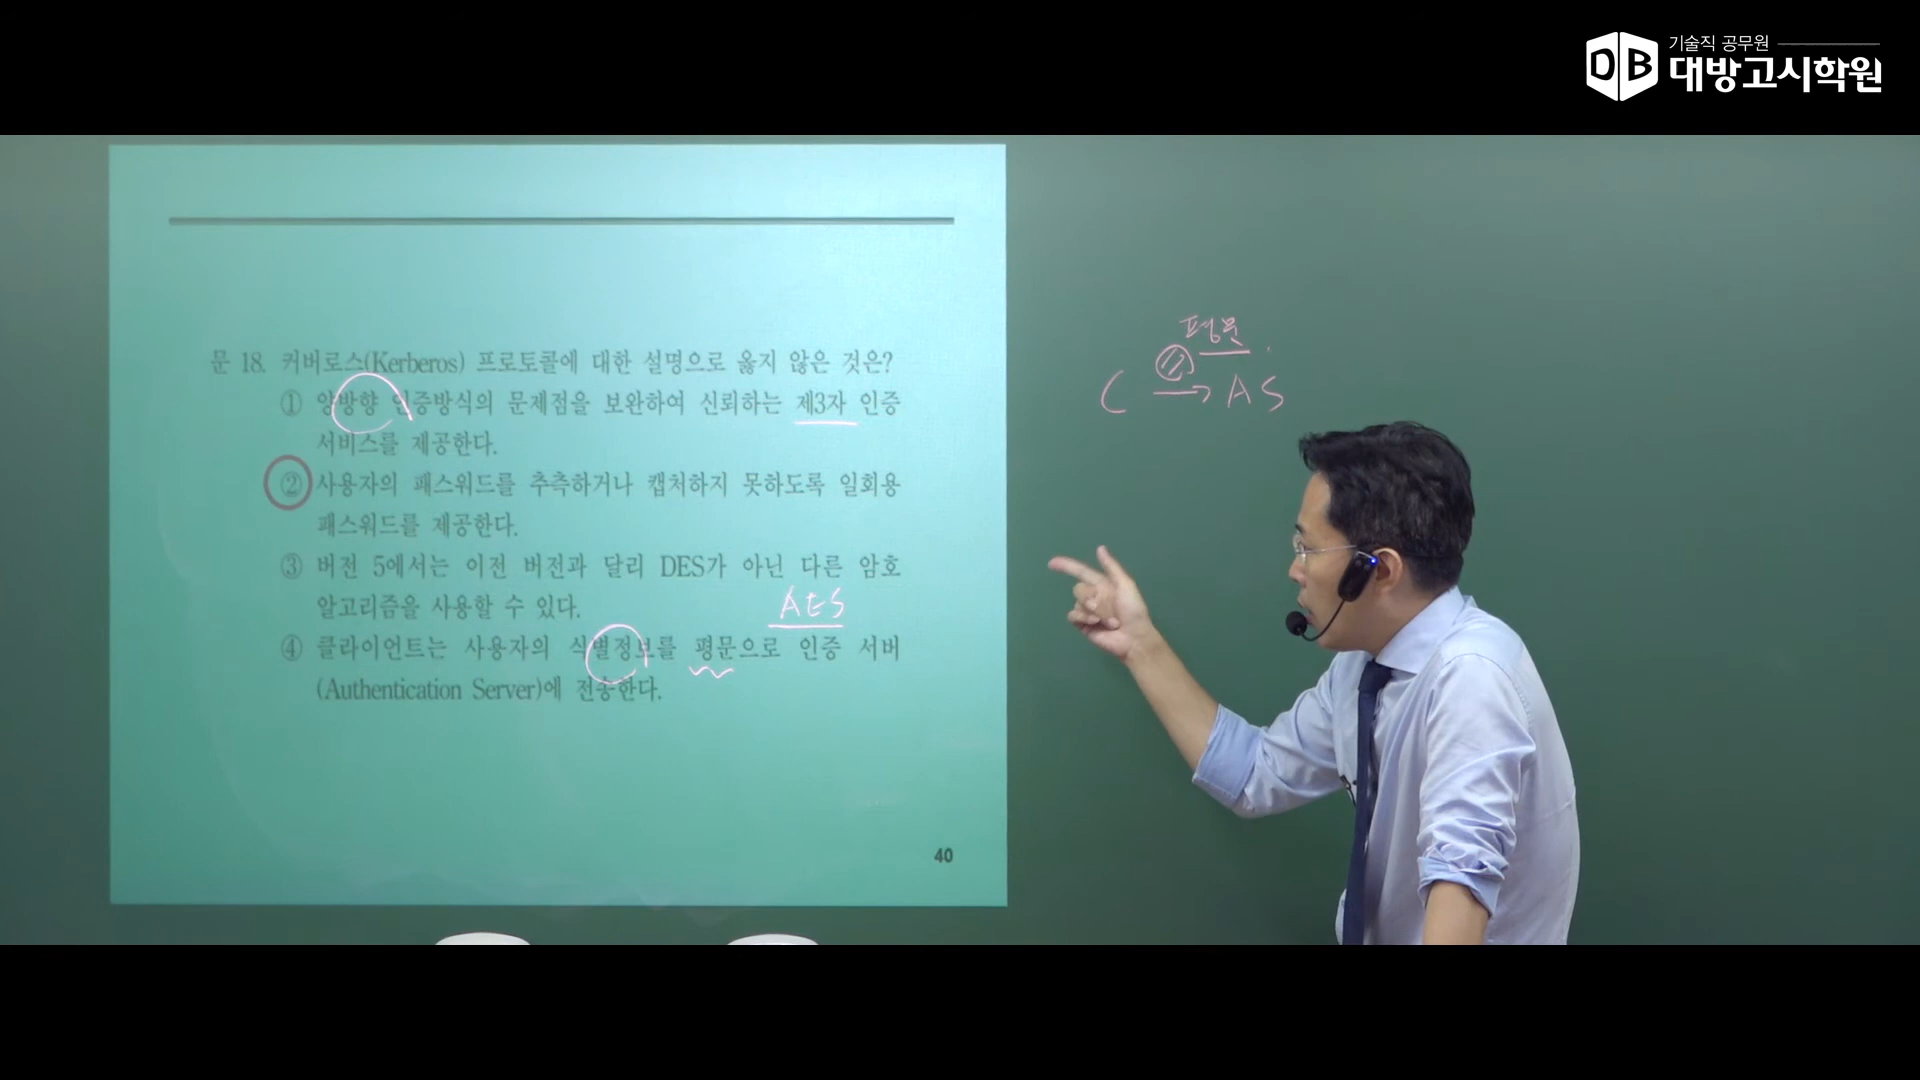 기술직 공무원
DB 대방고시학원
문 18. 커버로스(Kerberos) 프로토콜에 대한 설명으로 옳지 않은 것은?
① 양방향 인증방식의 문제점을 보완하여 신뢰하는 제3자 인증
서비스를 제공한다.
② 사용자의 패스워드를 추측하거나 캡처하지 못하도록 일회용
패스워드를 제공한다.
③ 버전 5에서는 이전 버전과 달리 DES가 아닌 다른 암호
알고리즘을 사용할 수 있다.
AES
④ 클라이언트는 사용자의 식별정보를 평문으로 인증 서버
(Authentication Server)에 전송한다.
40
평문
ID
C → AS